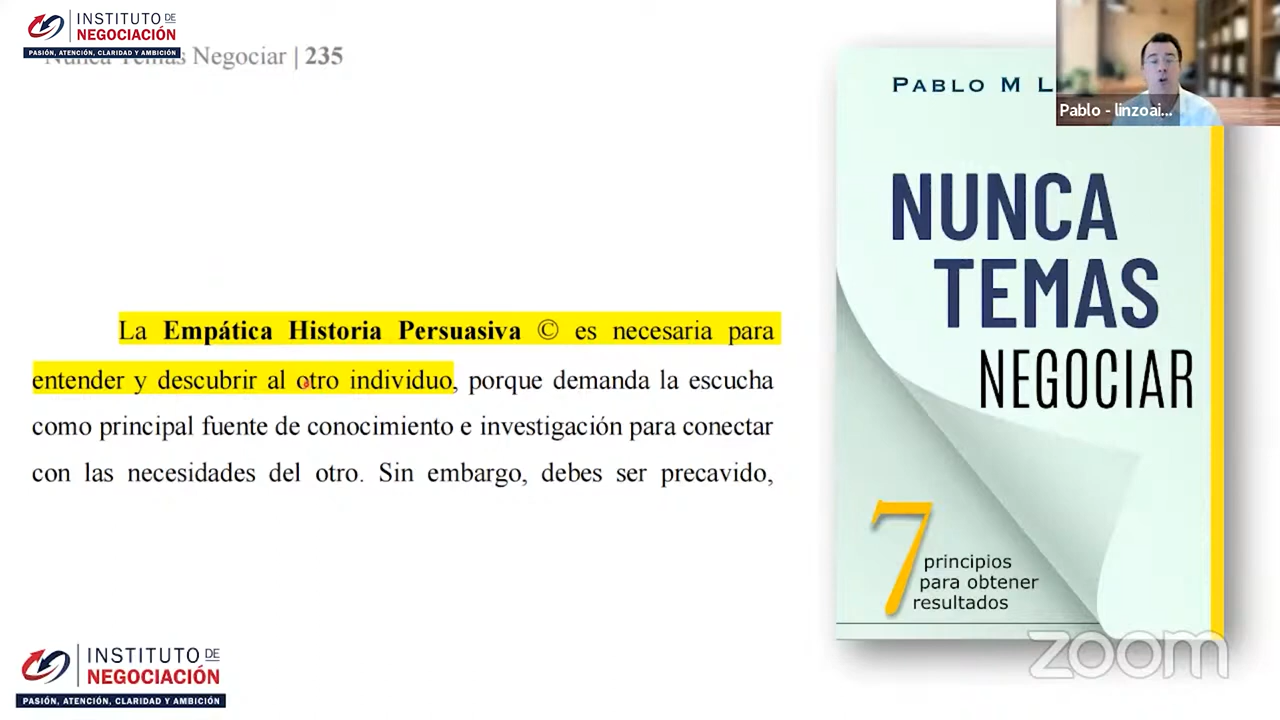 INSTITUTO DE
NEGOCIACIÓN
PASIÓN, ATENCIÓN, CLARIDAD Y AMBICIÓN
Nunca Temas Negociar | 235
La Empática Historia Persuasiva © es necesaria para
entender y descubrir al otro individuo, porque demanda la escucha
como principal fuente de conocimiento e investigación para conectar
con las necesidades del otro. Sin embargo, debes ser precavido,
INSTITUTO DE
NEGOCIACIÓN
PASIÓN, ATENCIÓN, CLARIDAD Y AMBICIÓN
PABLO M L
Pablo - linzoai...
NUNCA
TEMAS
NEGOCIAR
7
principios
para obtener
resultados
zoom